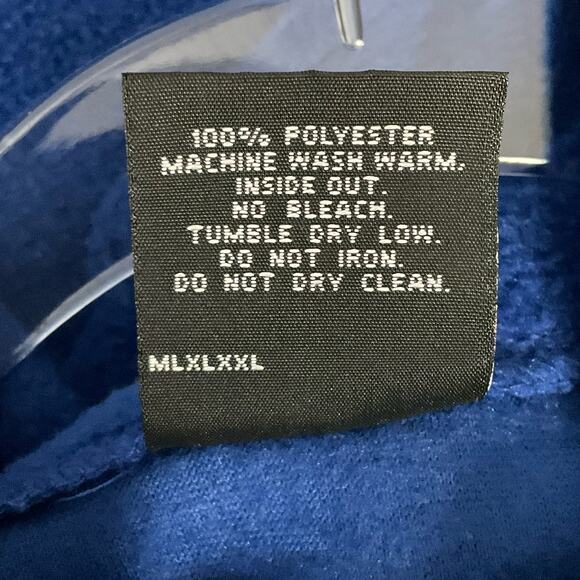 100% POLYESTER
MACHINE WASH WARM.
INSIDE OUT.
NO BLEACH.
TUMBLE DRY LOW.
DO NOT IRON.
DO NOT DRY CLEAN.
MLXLXXL